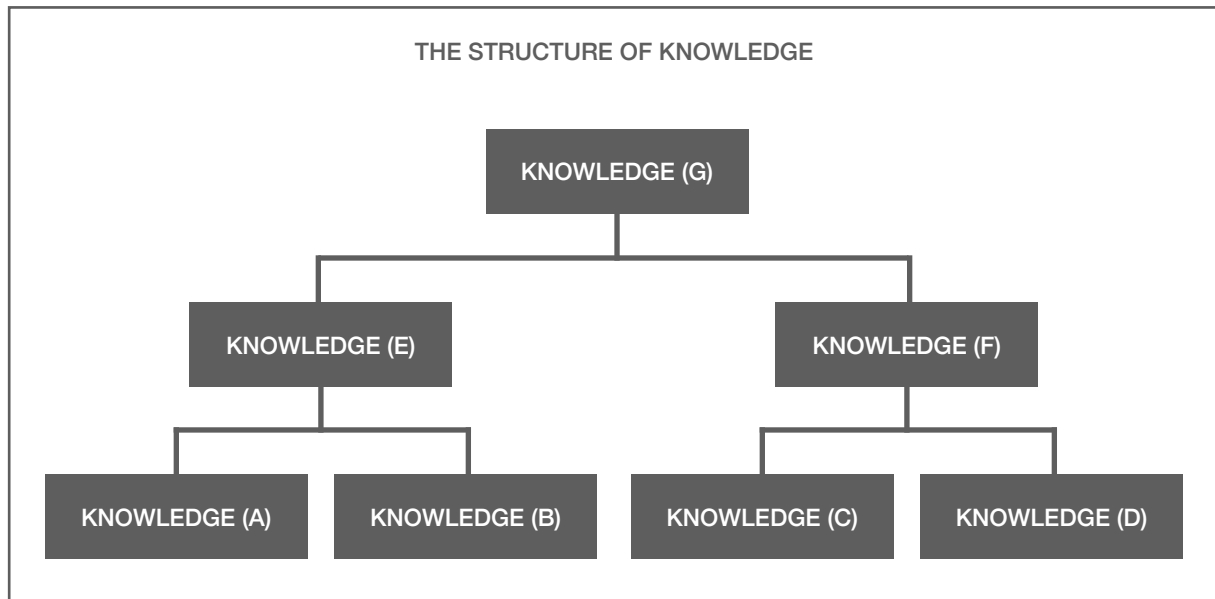 THE STRUCTURE OF KNOWLEDGE
KNOWLEDGE (G)
KNOWLEDGE (E)
KNOWLEDGE (F)
KNOWLEDGE (A)
KNOWLEDGE (B)
KNOWLEDGE (C)
KNOWLEDGE (D)